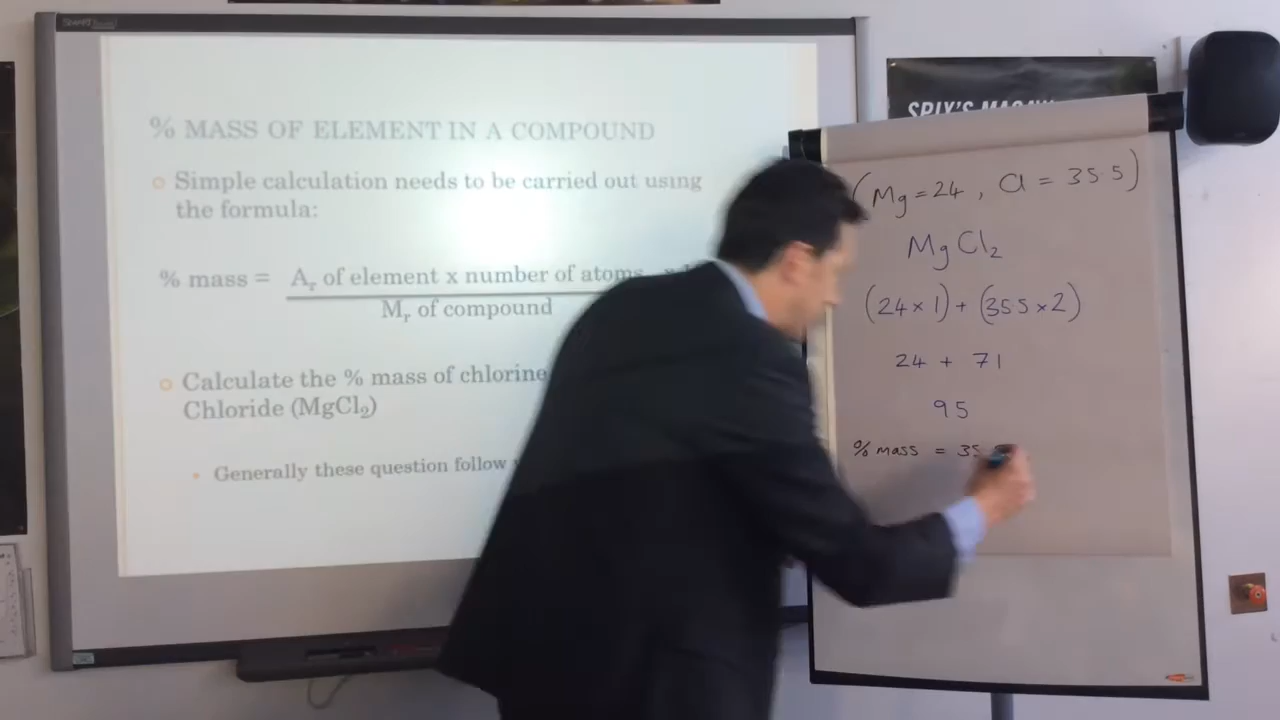 % MASS OF ELEMENT IN A COMPOUND
Simple calculation needs to be carried out using
the formula:
% mass = Aᵣ of element x number of atoms
Mᵣ of compound
Calculate the % mass of chlorine
Chloride (MgCl₂)
Generally these question follow
SPIX'S
(Mg = 24 , Cl = 35.5)
MgCl₂
(24 × 1) + (35.5 × 2)
24 + 71
95
% mass = 35